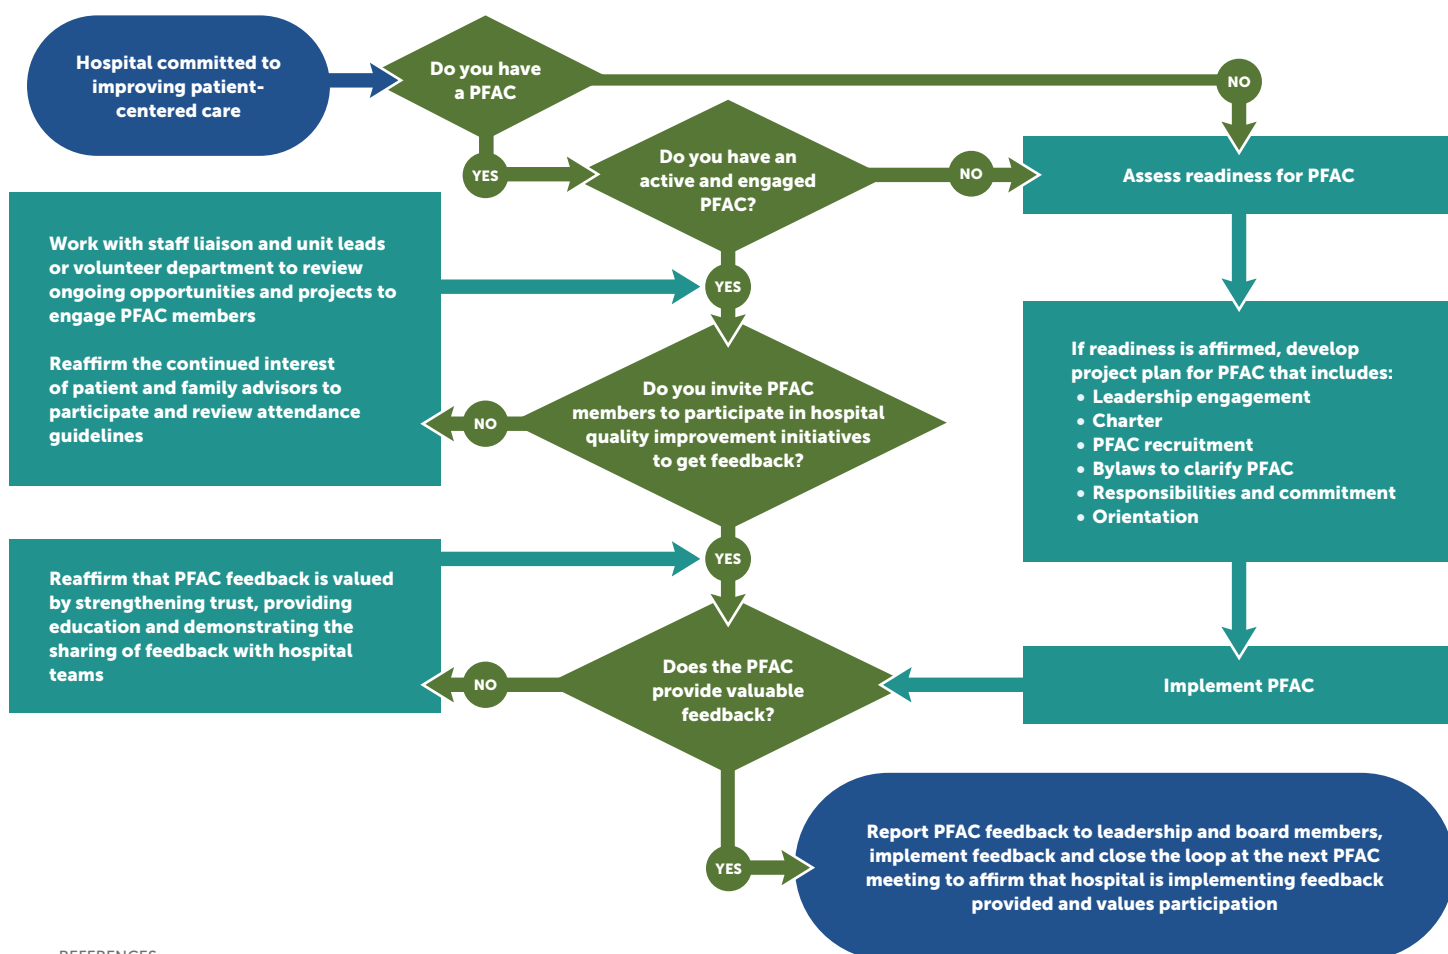 Hospital committed to
improving patient-
centered care
Do you have
a PFAC
NO
YES
Do you have an
active and engaged
PFAC?
NO
Assess readiness for PFAC
Work with staff liaison and unit leads
or volunteer department to review
ongoing opportunities and projects to
engage PFAC members
Reaffirm the continued interest
of patient and family advisors to
participate and review attendance
guidelines
YES
Do you invite PFAC
members to participate in hospital
quality improvement initiatives
to get feedback?
NO
If readiness is affirmed, develop
project plan for PFAC that includes:
• Leadership engagement
• Charter
• PFAC recruitment
• Bylaws to clarify PFAC
• Responsibilities and commitment
• Orientation
YES
Reaffirm that PFAC feedback is valued
by strengthening trust, providing
education and demonstrating the
sharing of feedback with hospital
teams
NO
Does the PFAC
provide valuable
feedback?
Implement PFAC
YES
Report PFAC feedback to leadership and board members,
implement feedback and close the loop at the next PFAC
meeting to affirm that hospital is implementing feedback
provided and values participation
REFERENCES